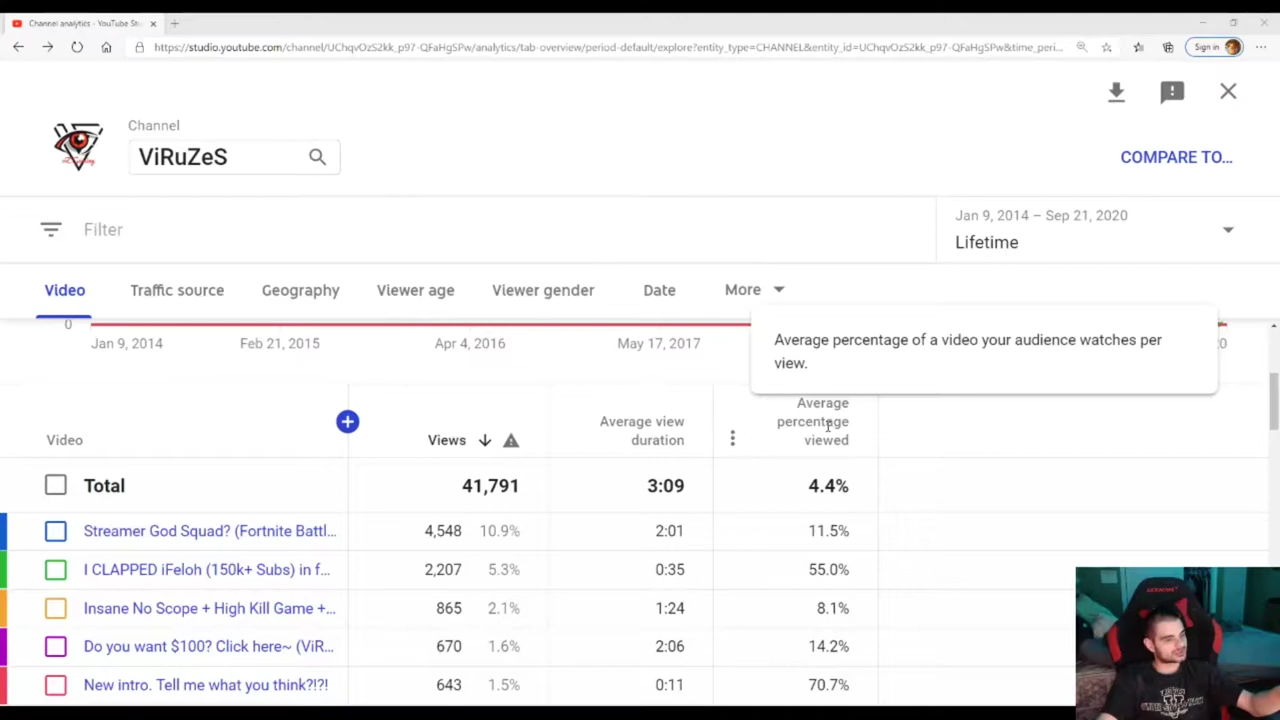 Channel analytics - YouTube Stu
https://studio.youtube.com/channel/UChqvOzS2kk_p97-QFaHgSPw/analytics/tab-overview/period-default/explore?entity_type=CHANNEL&entity_id=UChqvOzS2kk_p97-QFaHgSPw&time_peri...
Sign in
Channel
ViRuZeS
COMPARE TO...
Filter
Jan 9, 2014 – Sep 21, 2020
Lifetime
Video Traffic source Geography Viewer age Viewer gender Date More
0
Jan 9, 2014 Feb 21, 2015 Apr 4, 2016 May 17, 2017
Average percentage of a video your audience watches per
view.
Video Views Average view duration Average percentage viewed
Total 41,791 3:09 4.4%
Streamer God Squad? (Fortnite Battl... 4,548 10.9% 2:01 11.5%
I CLAPPED iFeloh (150k+ Subs) in f... 2,207 5.3% 0:35 55.0%
Insane No Scope + High Kill Game +... 865 2.1% 1:24 8.1%
Do you want $100? Click here~ (ViR... 670 1.6% 2:06 14.2%
New intro. Tell me what you think?!?! 643 1.5% 0:11 70.7%